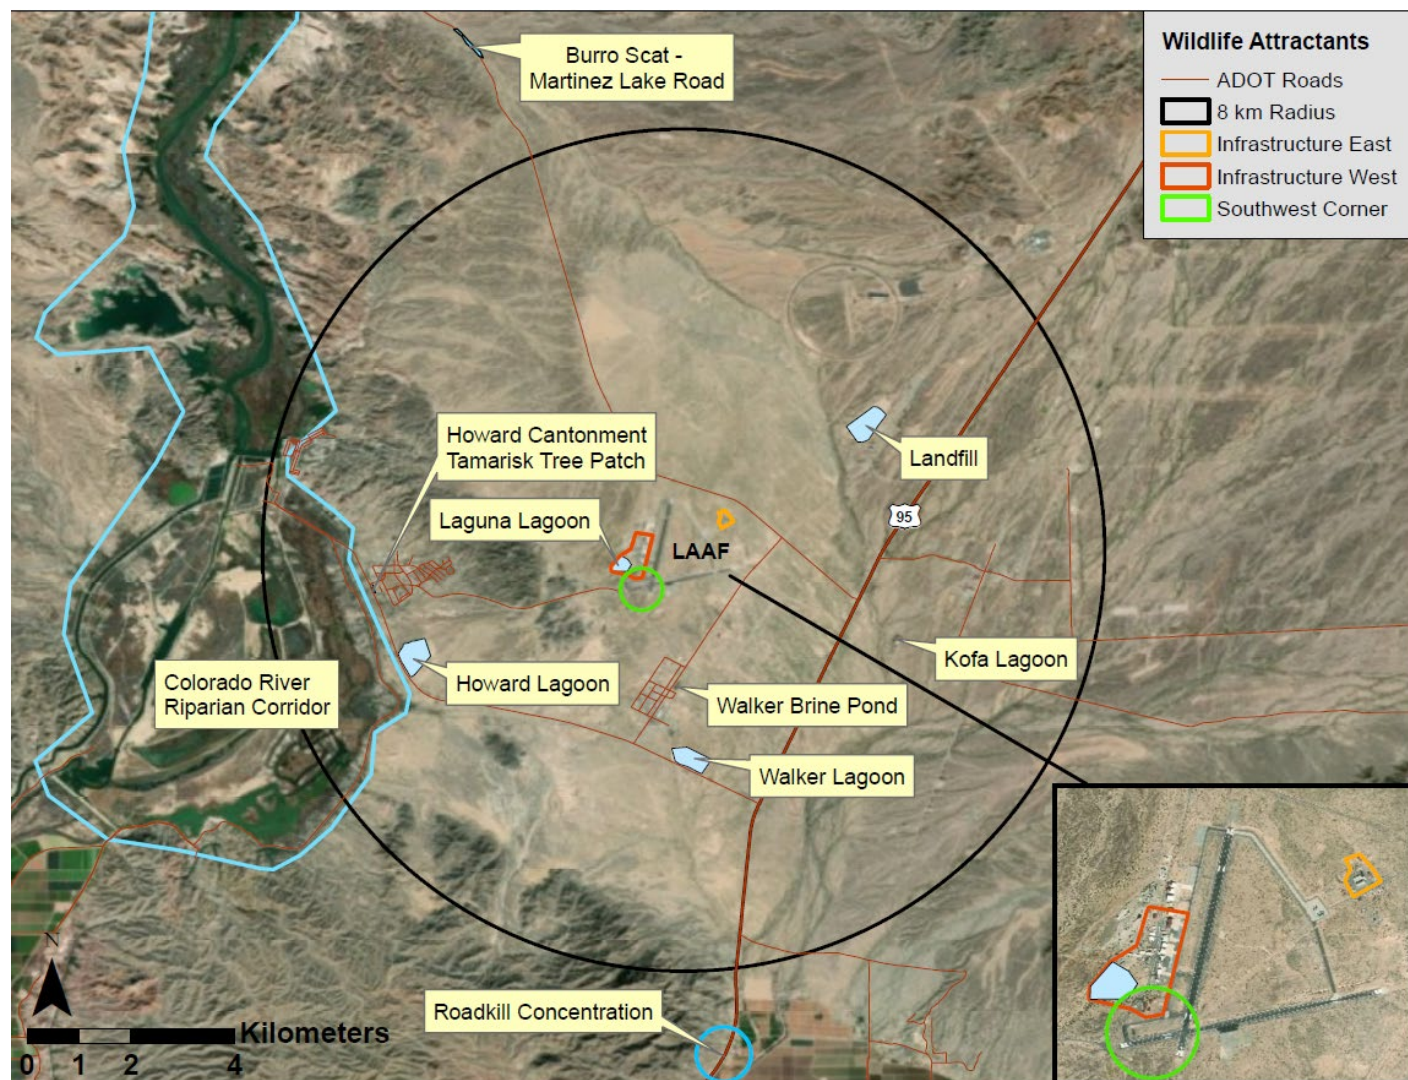 Burro Scat -
Martinez Lake Road
Wildlife Attractants
ADOT Roads
8 km Radius
Infrastructure East
Infrastructure West
Southwest Corner
Howard Cantonment
Tamarisk Tree Patch
Landfill
Laguna Lagoon
95
LAAF
Kofa Lagoon
Colorado River
Riparian Corridor
Howard Lagoon
Walker Brine Pond
Walker Lagoon
N
Roadkill Concentration
Kilometers
0 1 2 4